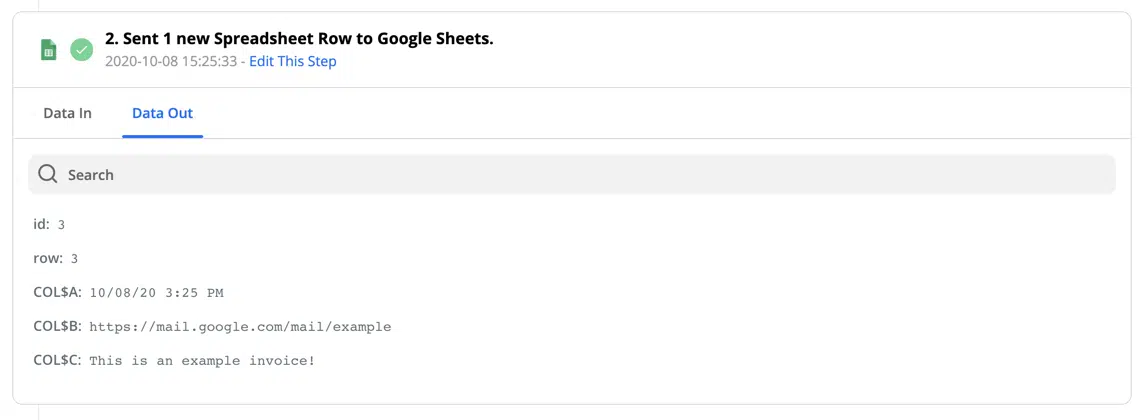 2. Sent 1 new Spreadsheet Row to Google Sheets.
2020-10-08 15:25:33 - Edit This Step
Data In Data Out
Search
id: 3
row: 3
COL$A: 10/08/20 3:25 PM
COL$B: https://mail.google.com/mail/example
COL$C: This is an example invoice!